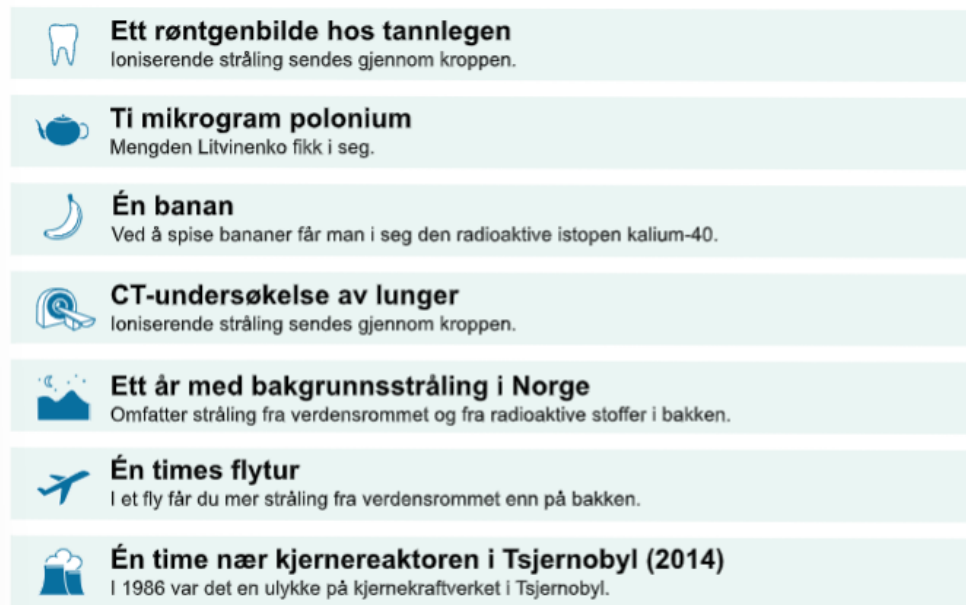 Ett røntgenbilde hos tannlegen
Ioniserende stråling sendes gjennom kroppen.
Ti mikrogram polonium
Mengden Litvinenko fikk i seg.
Én banan
Ved å spise bananer får man i seg den radioaktive istopen kalium-40.
CT-undersøkelse av lunger
Ioniserende stråling sendes gjennom kroppen.
Ett år med bakgrunnsstråling i Norge
Omfatter stråling fra verdensrommet og fra radioaktive stoffer i bakken.
Én times flytur
I et fly får du mer stråling fra verdensrommet enn på bakken.
Én time nær kjernereaktoren i Tsjernobyl (2014)
I 1986 var det en ulykke på kjernekraftverket i Tsjernobyl.